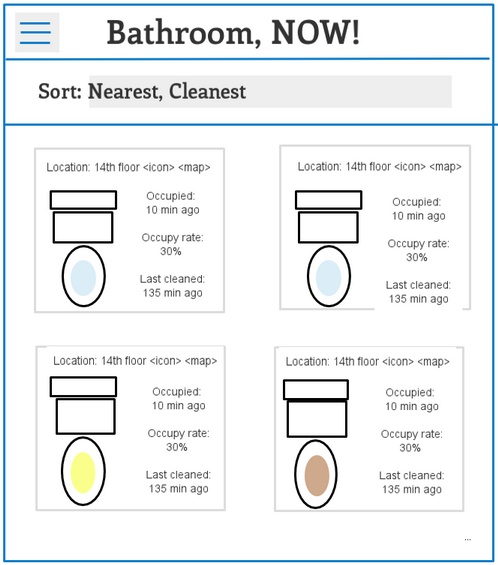 Bathroom, NOW!
Sort: Nearest, Cleanest
Location: 14th floor <icon> <map>
Occupied:
10 min ago
Occupy rate:
30%
Last cleaned:
135 min ago
Location: 14th floor <icon> <map>
Occupied:
10 min ago
Occupy rate:
30%
Last cleaned:
135 min ago
Location: 14th floor <icon> <map>
Occupied:
10 min ago
Occupy rate:
30%
Last cleaned:
135 min ago
Location: 14th floor <icon> <map>
Occupied:
10 min ago
Occupy rate:
30%
Last cleaned:
135 min ago
...